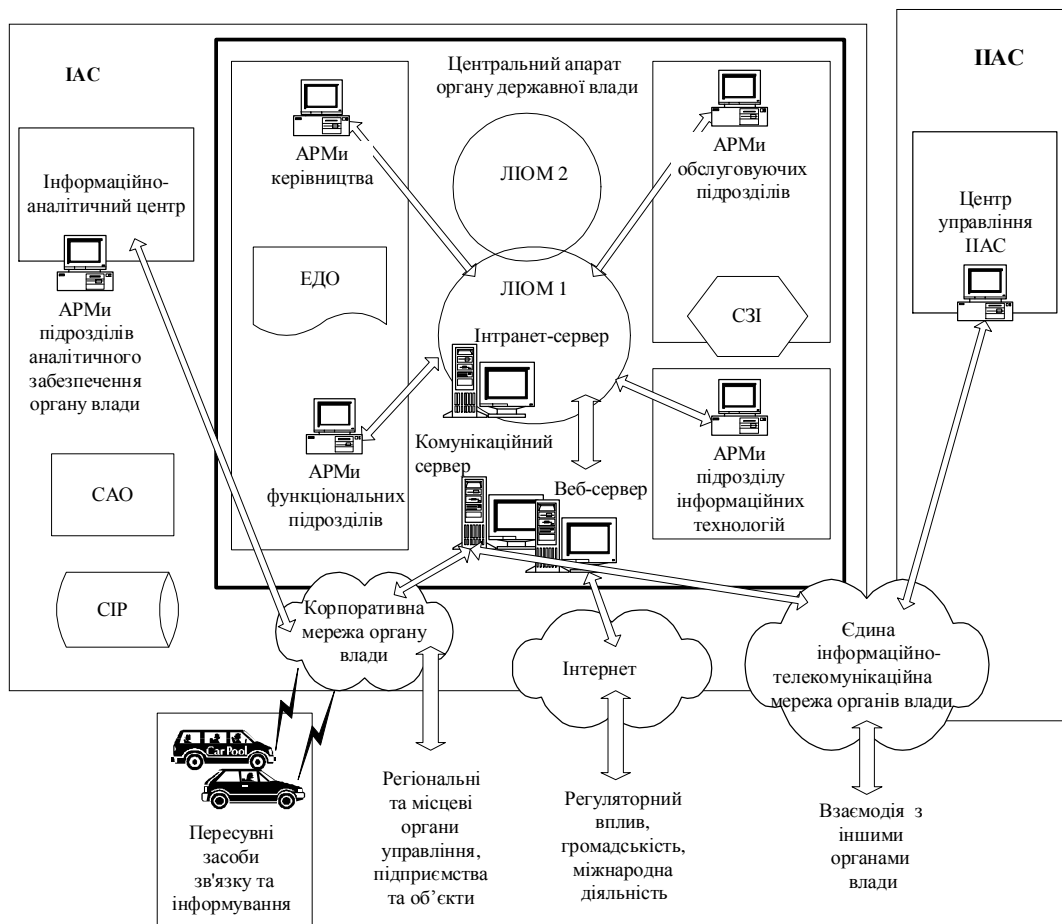 ІАС
ІІАС
Центральний апарат
органу державної влади
АРМи
керівництва
ЛІОМ 2
АРМи
обслуговуючих
підрозділів
Інформаційно-
аналітичний центр
Центр
управління
ІІАС
ЕДО
ЛІОМ 1
СЗІ
Інтранет-сервер
АРМи
підрозділів
аналітичного
забезпечення
органу влади
Комунікаційний
сервер
АРМи
функціональних
підрозділів
Веб-сервер
АРМи
підрозділу
інформаційних
технологій
САО
СІР
Корпоративна
мережа органу
влади
Інтернет
Єдина
інформаційно-
телекомунікаційна
мережа органів влади
Car Pool
Пересувні
засоби
зв'язку та
інформування
Регіональні
та місцеві
органи
управління,
підприємства
та об’єкти
Регуляторний
вплив,
громадськість,
міжнародна
діяльність
Взаємодія з
іншими
органами
влади